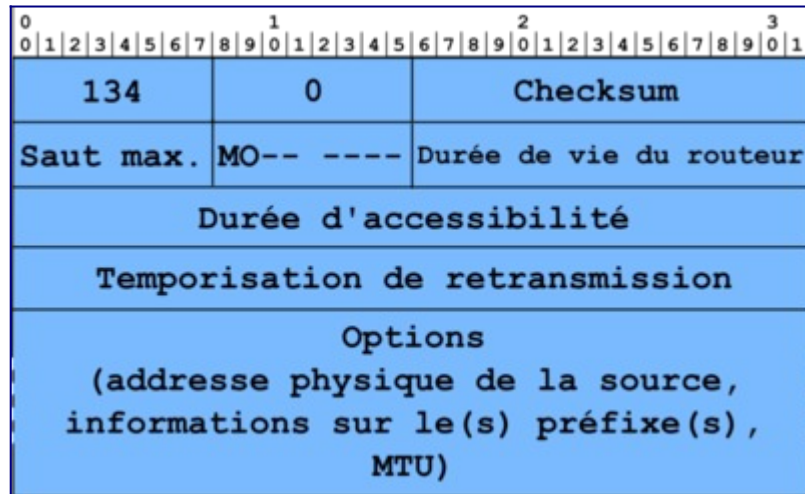 0 1 2 3
0|1|2|3|4|5|6|7|8|9|0|1|2|3|4|5|6|7|8|9|0|1|2|3|4|5|6|7|8|9|0|1
134 0 Checksum
Saut max. MO-- ---- Durée de vie du routeur
Durée d'accessibilité
Temporisation de retransmission
Options
(addresse physique de la source,
informations sur le(s) préfixe(s),
MTU)